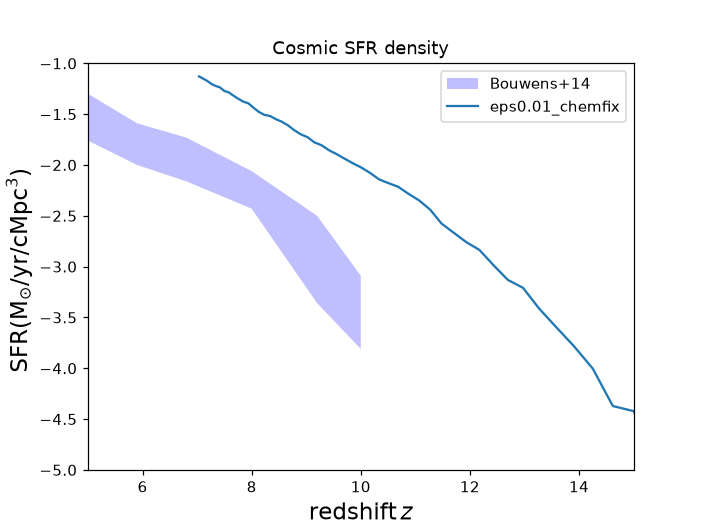 Cosmic SFR density
Bouwens+14
eps0.01_chemfix
SFR(M⊙/yr/cMpc³)
−1.0
−1.5
−2.0
−2.5
−3.0
−3.5
−4.0
−4.5
−5.0
6 8 10 12 14
redshift z